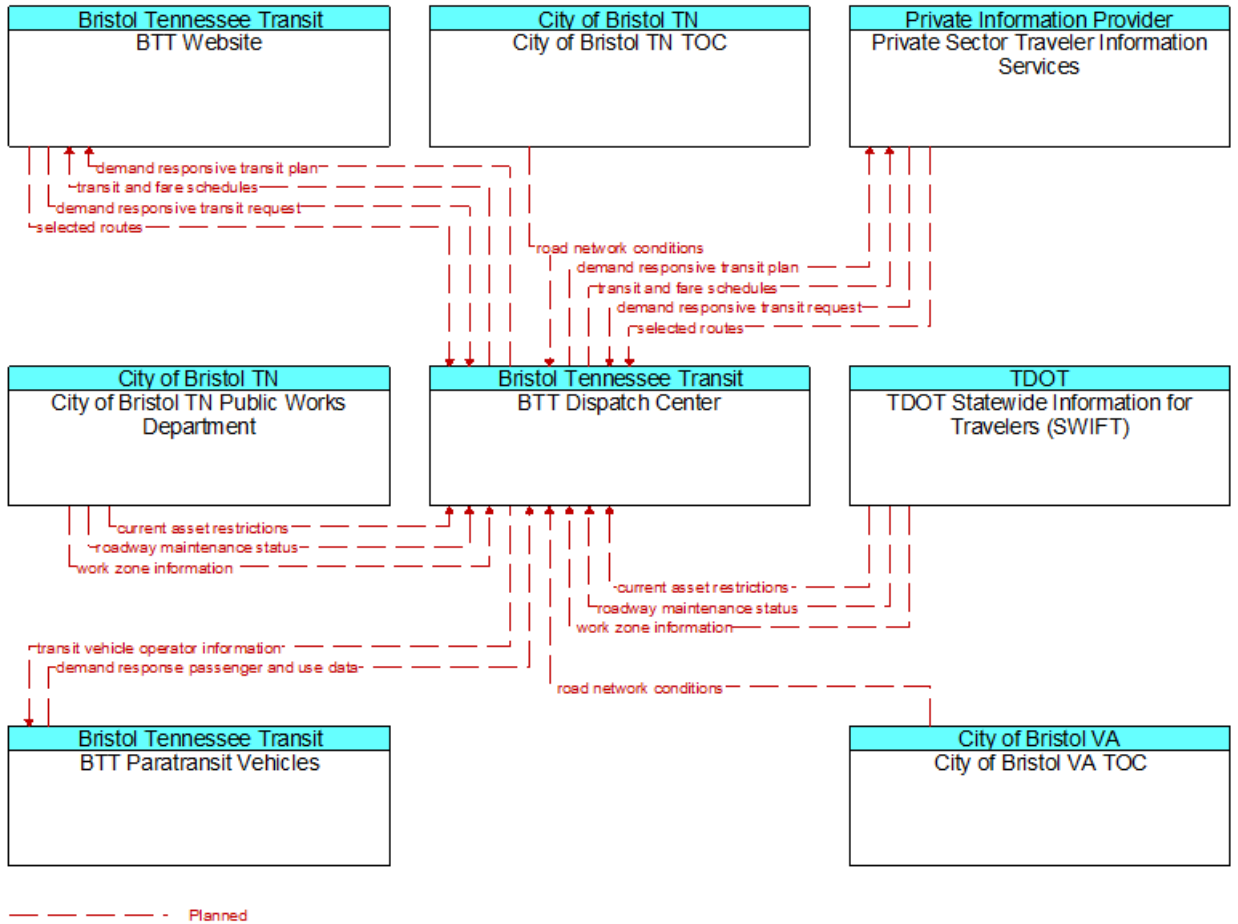 Bristol Tennessee Transit
BTT Website
City of Bristol TN
City of Bristol TN TOC
Private Information Provider
Private Sector Traveler Information
Services
demand responsive transit plan
transit and fare schedules
demand responsive transit request
selected routes
road network conditions
demand responsive transit plan
transit and fare schedules
demand responsive transit request
selected routes
City of Bristol TN
City of Bristol TN Public Works
Department
Bristol Tennessee Transit
BTT Dispatch Center
TDOT
TDOT Statewide Information for
Travelers (SWIFT)
current asset restrictions
roadway maintenance status
work zone information
current asset restrictions
roadway maintenance status
work zone information
transit vehicle operator information
demand response passenger and use data
road network conditions
Bristol Tennessee Transit
BTT Paratransit Vehicles
City of Bristol VA
City of Bristol VA TOC
Planned